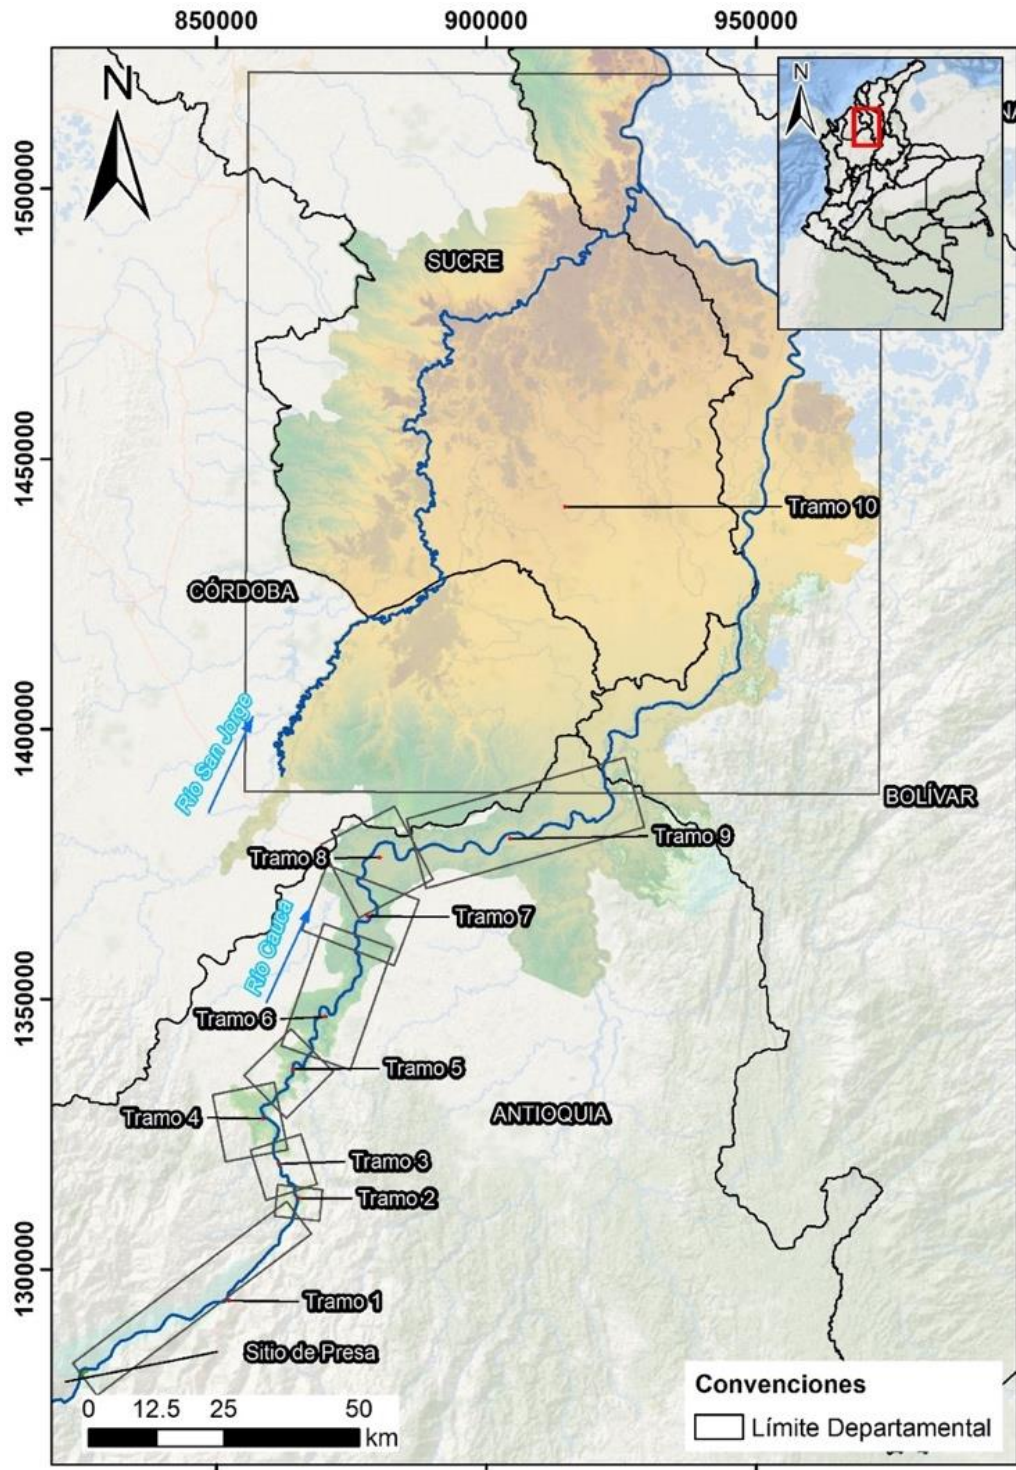 850000
900000
950000
N
N
1500000
SUCRE
1450000
Tramo 10
CÓRDOBA
Río San Jorge
1400000
BOLÍVAR
Tramo 9
Tramo 8
Río Cauca
Tramo 7
1350000
Tramo 6
Tramo 5
Tramo 4
ANTIOQUIA
Tramo 3
Tramo 2
1300000
Tramo 1
Sitio de Presa
Convenciones
Límite Departamental
0 12.5 25 50
km